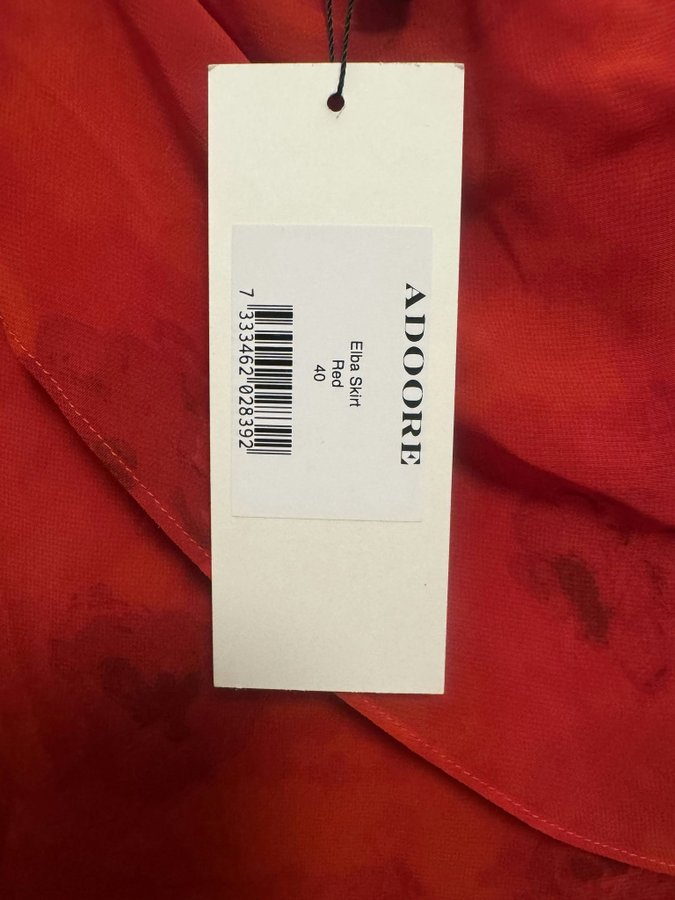 ADOORE
Elba Skirt
Red
40
7 333462 028392